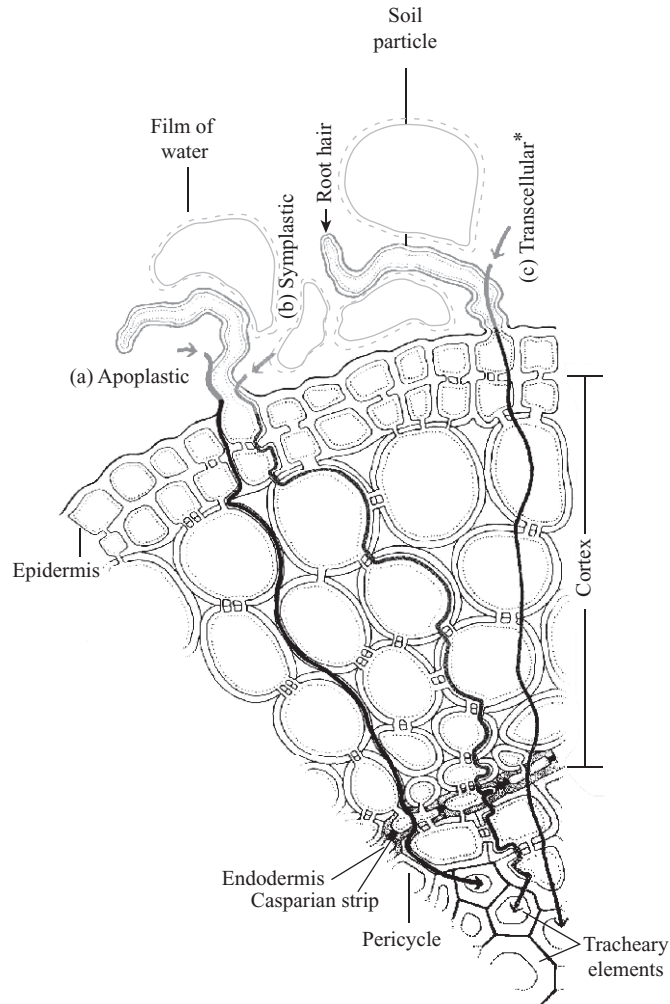 Soil
particle
Film of
water
Root hair
(c) Transcellular*
(b) Symplastic
(a) Apoplastic
Epidermis
Cortex
Endodermis
Casparian strip
Pericycle
Tracheary
elements